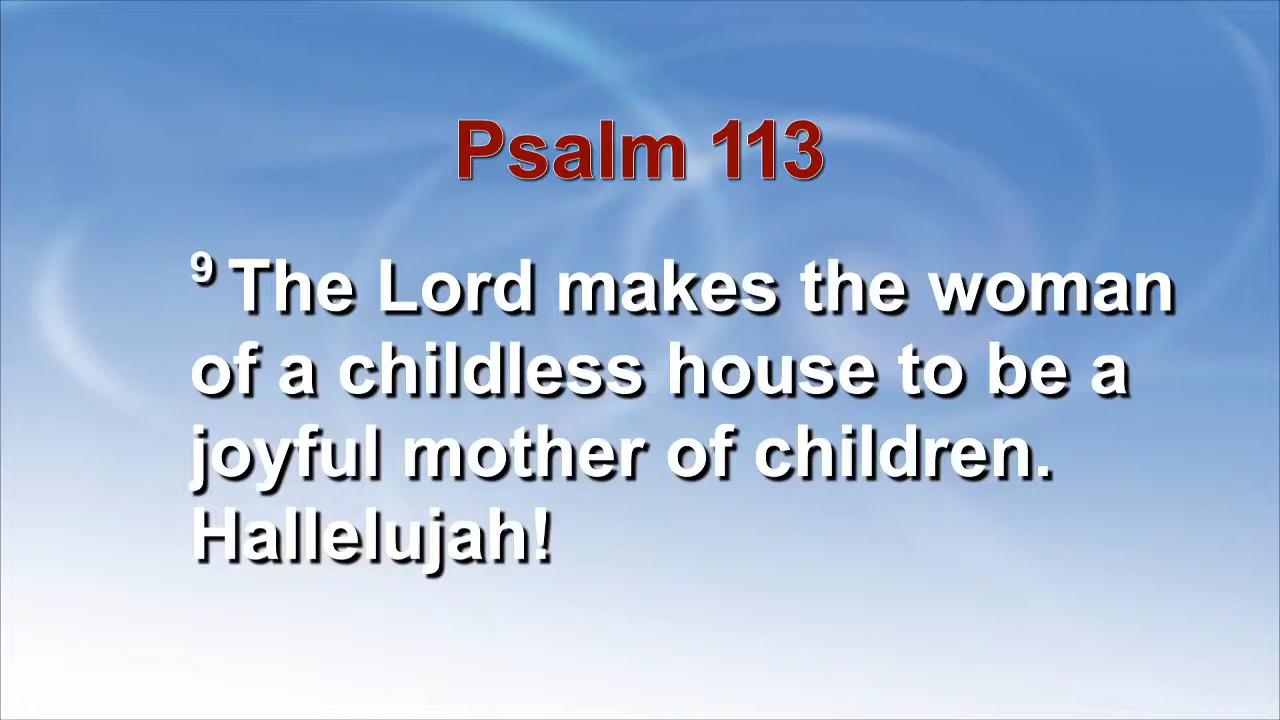 Psalm 113
9 The Lord makes the woman
of a childless house to be a
joyful mother of children.
Hallelujah!